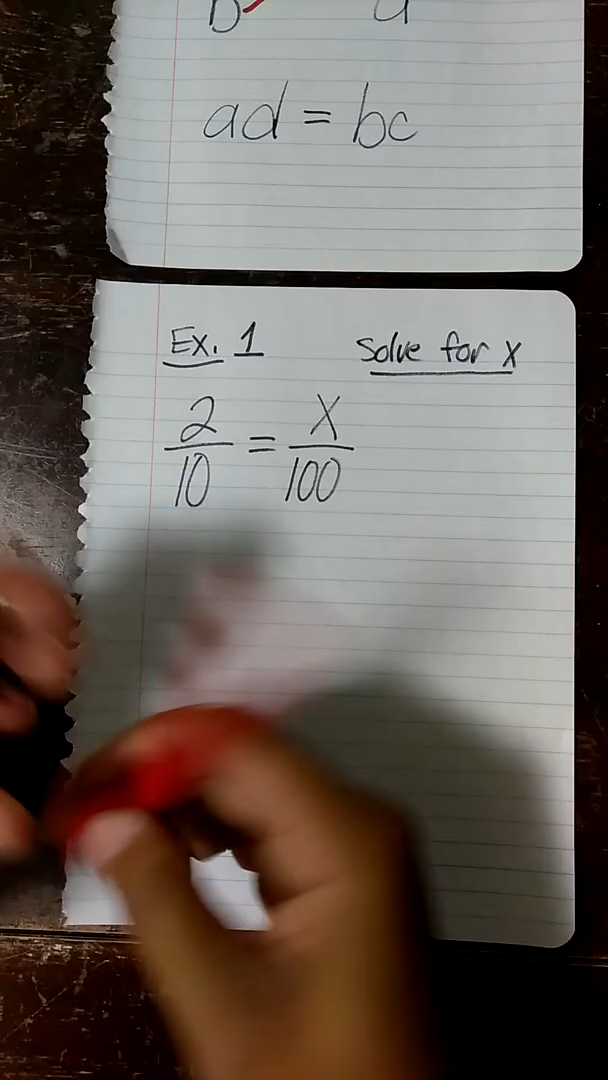 b d
ad = bc
Ex. 1 Solve for x
2/10 = x/100